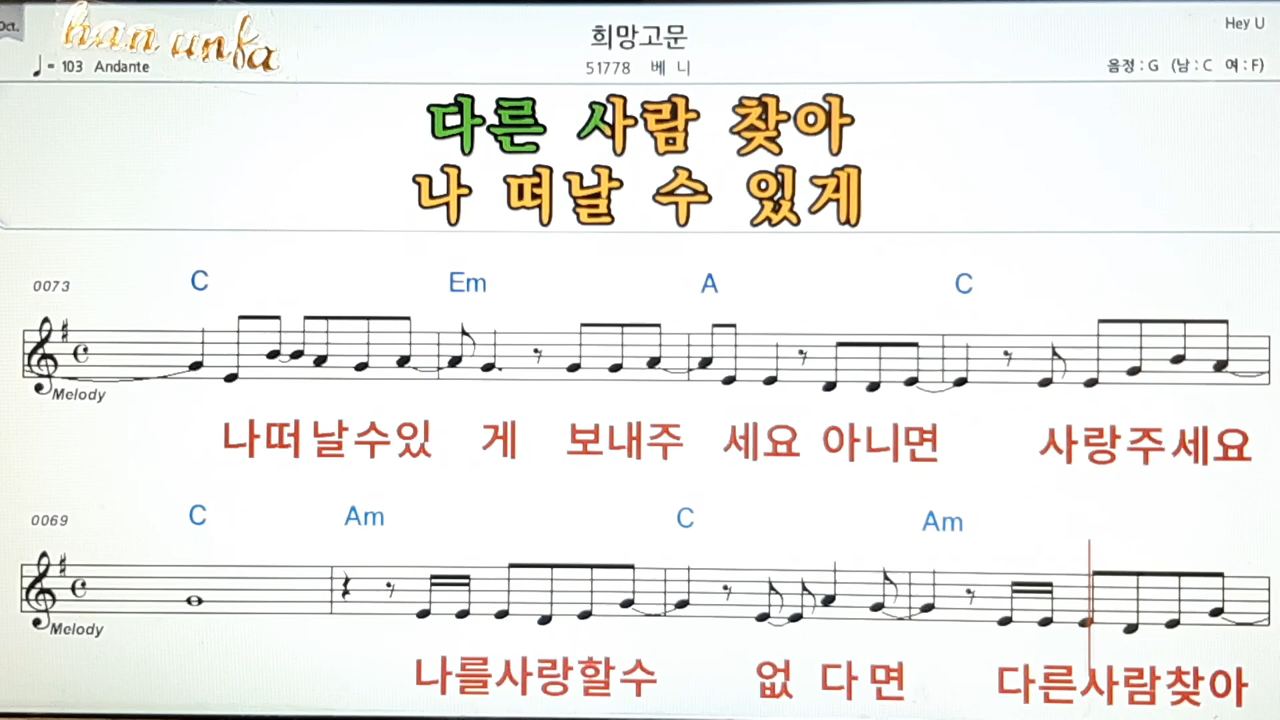 Oct.
han unfa
♩= 103 Andante
희망고문
51778 베 니
Hey U
음정 : G (남 : C 여 : F)
다른 사람 찾아
나 떠날 수 있게
0073
C Em A C
Melody
나떠날수있 게 보내주 세요 아니면 사랑주세요
0069
C Am C Am
Melody
나를사랑할수 없 다면 다른사람찾아